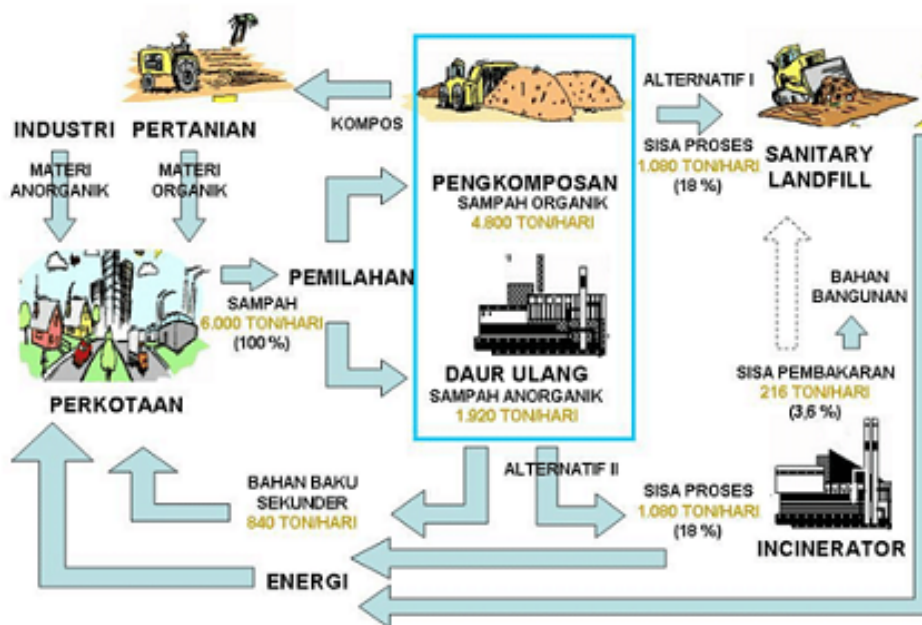 INDUSTRI
PERTANIAN
KOMPOS
ALTERNATIF I
MATERI
ANORGANIK
MATERI
ORGANIK
SISA PROSES
1.080 TON/HARI
(18 %)
SANITARY
LANDFILL
PENGKOMPOSAN
SAMPAH ORGANIK
4.800 TON/HARI
PEMILAHAN
SAMPAH
6.000 TON/HARI
(100 %)
BAHAN
BANGUNAN
PERKOTAAN
DAUR ULANG
SAMPAH ANORGANIK
1.920 TON/HARI
SISA PEMBAKARAN
216 TON/HARI
(3,6 %)
BAHAN BAKU
SEKUNDER
840 TON/HARI
ALTERNATIF II
SISA PROSES
1.080 TON/HARI
(18 %)
INCINERATOR
ENERGI